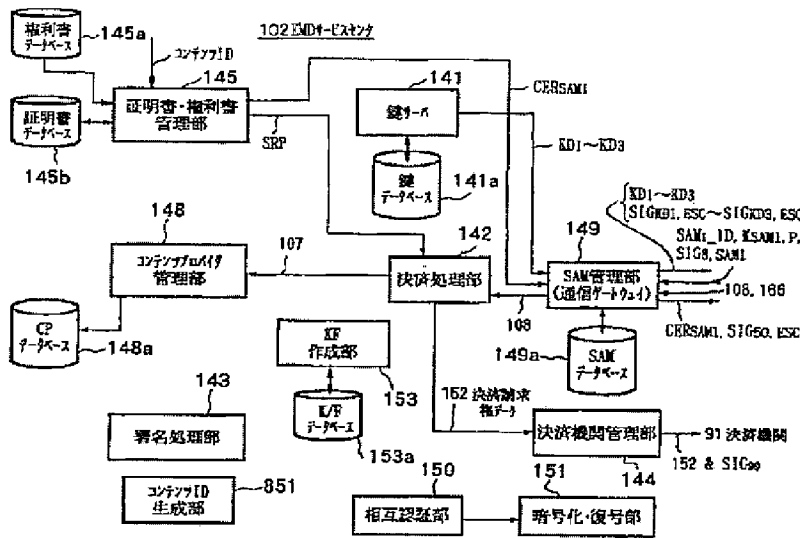 権利書
データベース
145a
コンテンツID
102 EMDサービスセンタ
145
証明書・権利書
管理部
証明書
データベース
145b
SRP
141
鍵サーバ
鍵
データベース
141a
CERSAM1
KD1～KD3
KD1～KD3
SIGKD1, ESC～SIGKD3, ESC
SAM1_ID, KSAM1, P,
SIG8, SAM1
108, 166
CERSAM1, SIG50, ESC
148
コンテンツプロバイダ
管理部
107
142
決済処理部
149
SAM管理部
(通信ゲートウェイ)
108
CP
データベース
148a
KF
作成部
153
K/F
データベース
153a
149a
SAM
データベース
143
署名処理部
152 決済請求
権データ
決済機関管理部
144
91 決済機関
152 & SIG99
コンテンツID
生成部
851
150
相互認証部
151
暗号化・復号部